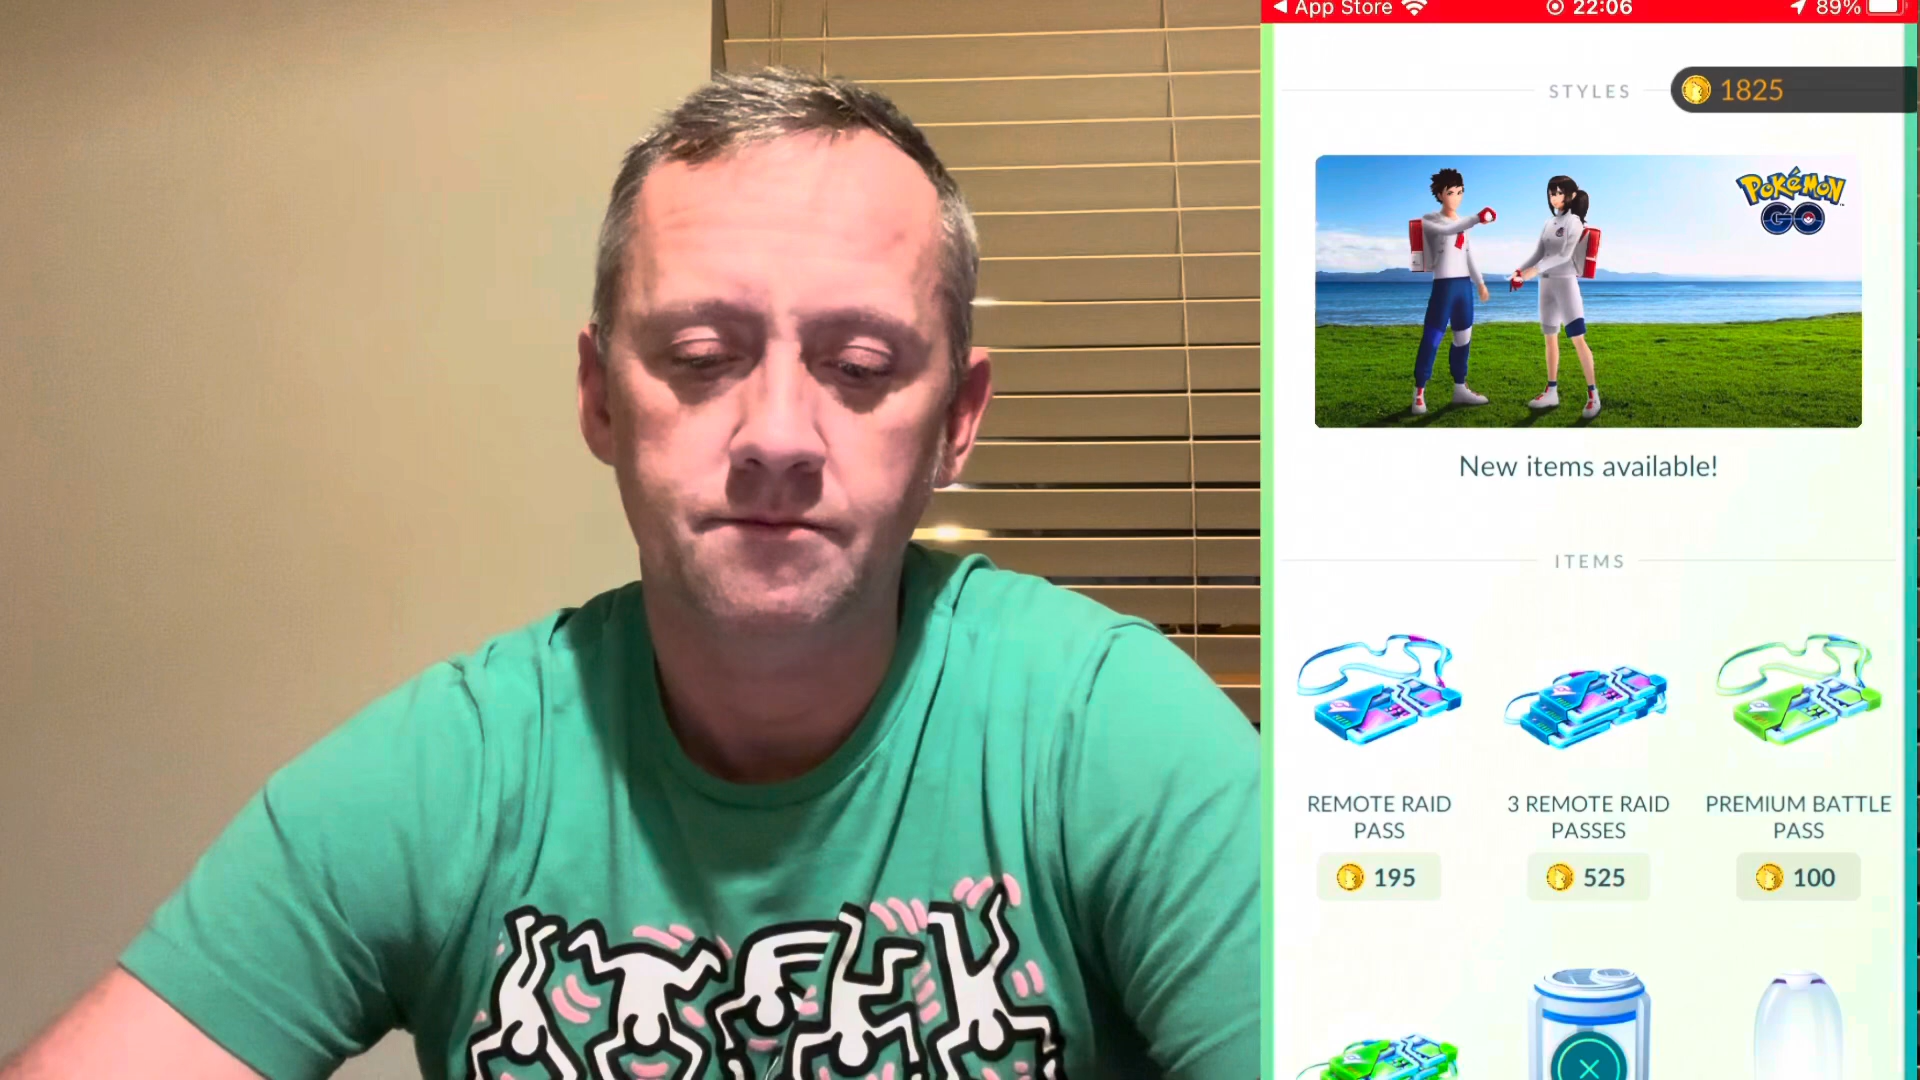 ◀ App Store 22:06 89%
STYLES
1825
POKéMON
GO
New items available!
ITEMS
REMOTE RAID
PASS
195
3 REMOTE RAID
PASSES
525
PREMIUM BATTLE
PASS
100